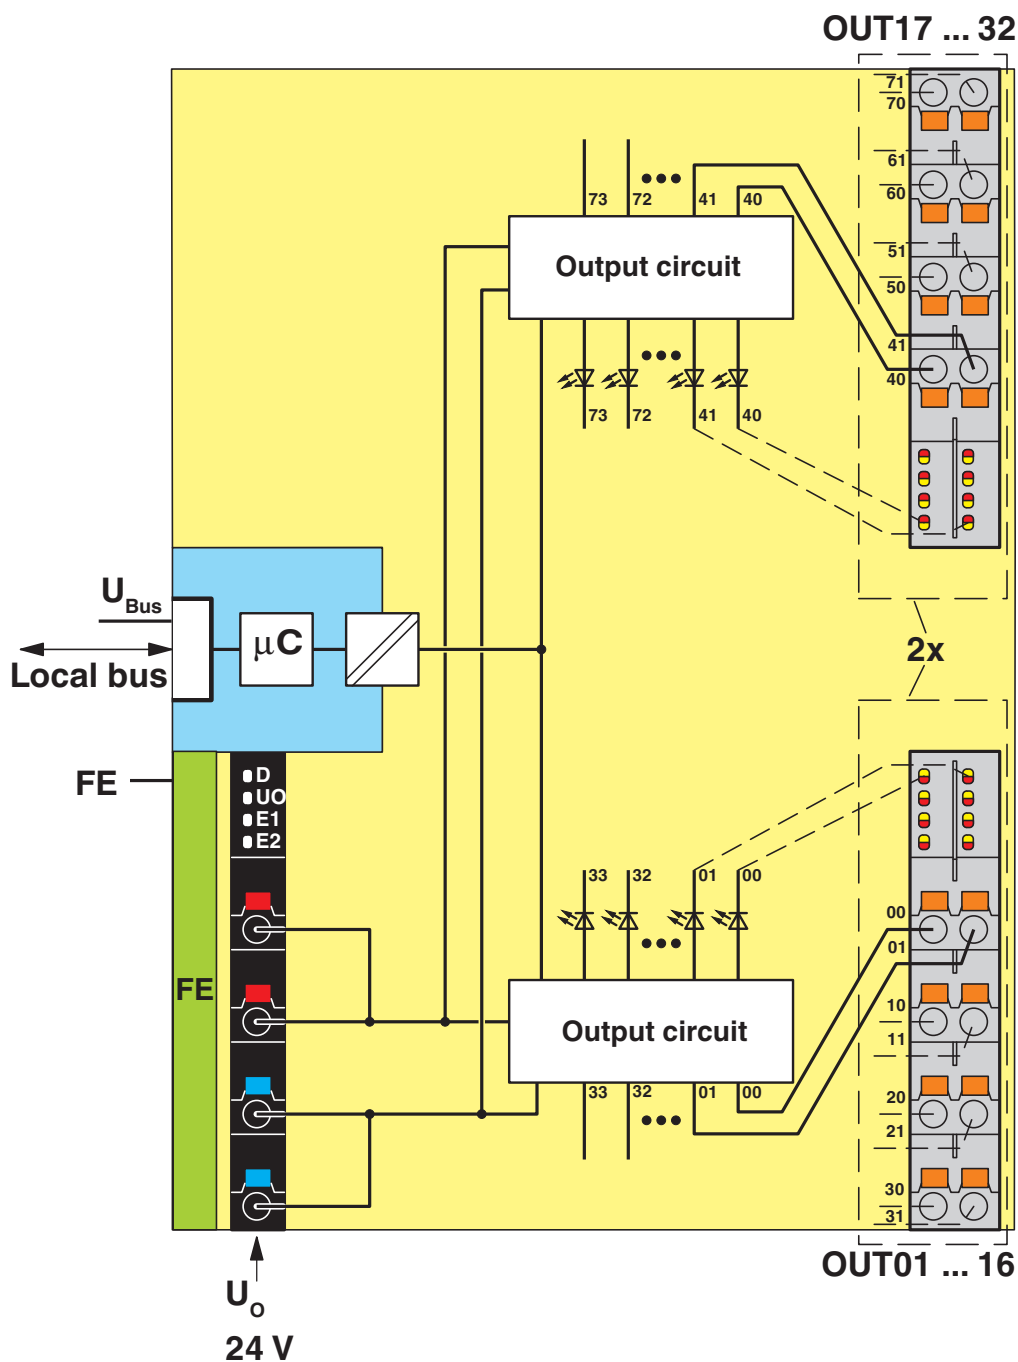 OUT17 ... 32
71
70
61
60
73 72 41 40
51
50
Output circuit
41
40
73 72 41 40
U Bus
µC
2x
Local bus
FE
D
UO
E1
E2
33 32 01 00
00
01
FE
10
11
Output circuit
33 32 01 00
20
21
30
31
OUT01 ... 16
UO
24 V